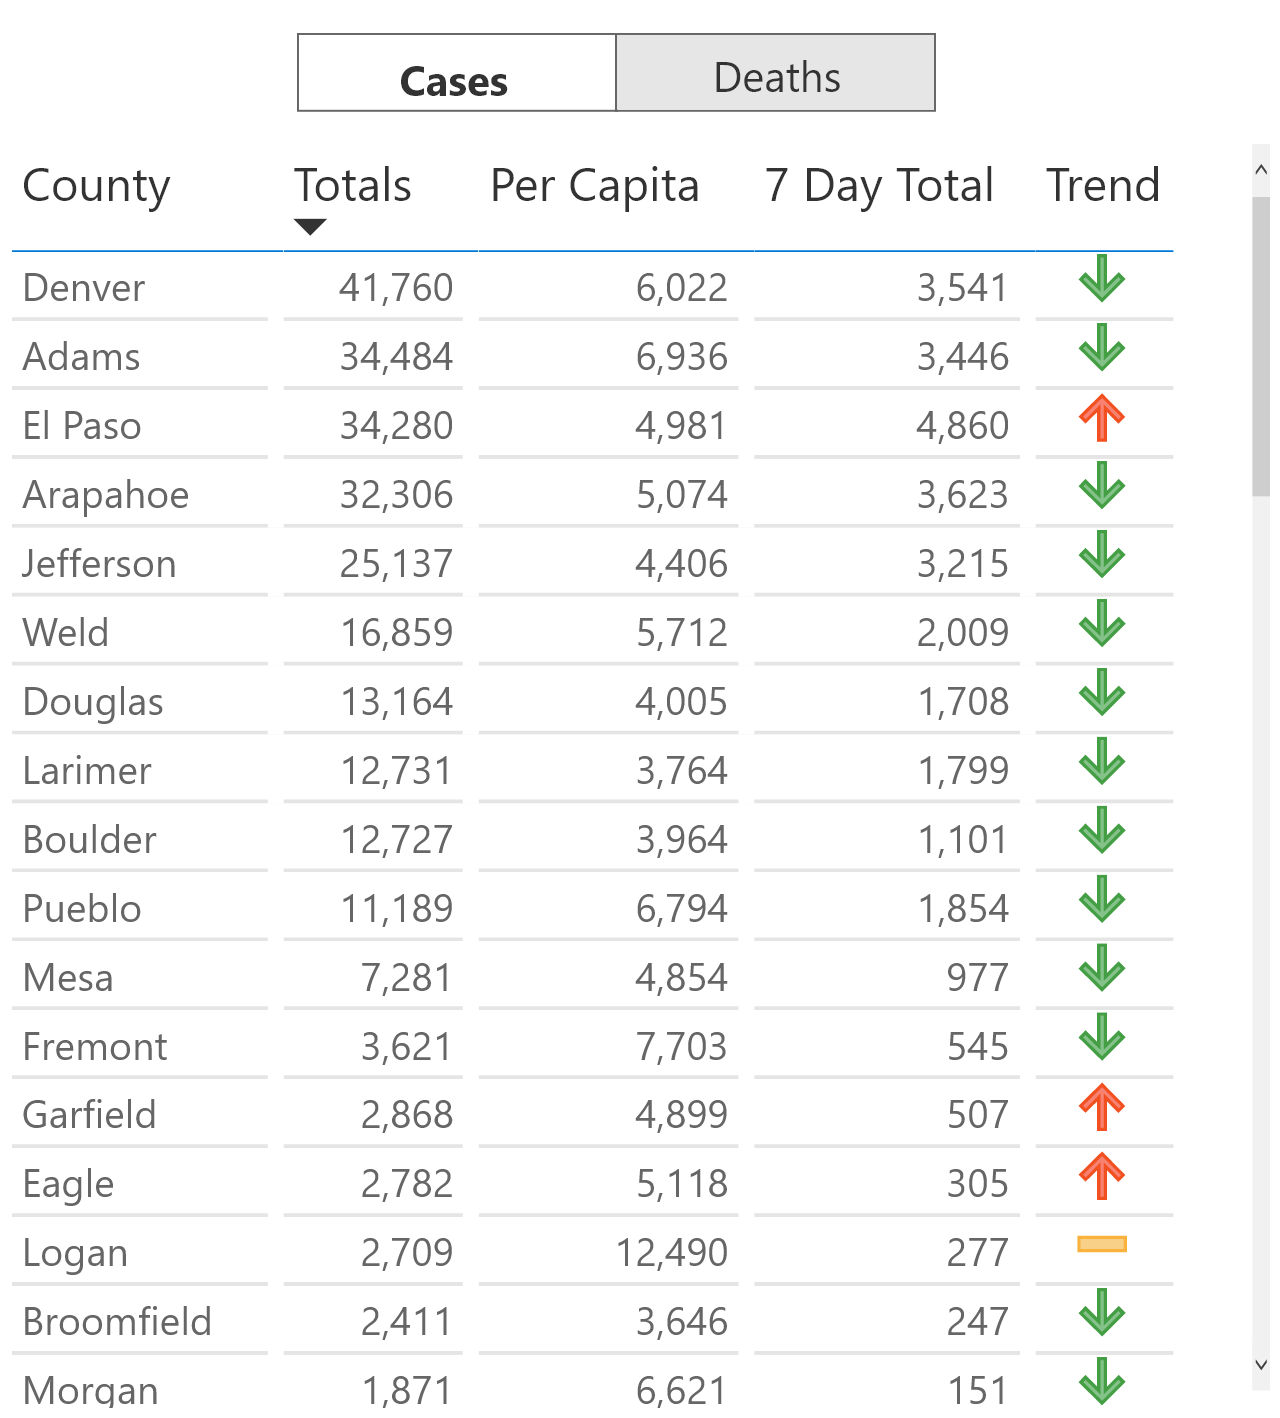 Cases Deaths
County Totals Per Capita 7 Day Total Trend
Denver 41,760 6,022 3,541
Adams 34,484 6,936 3,446
El Paso 34,280 4,981 4,860
Arapahoe 32,306 5,074 3,623
Jefferson 25,137 4,406 3,215
Weld 16,859 5,712 2,009
Douglas 13,164 4,005 1,708
Larimer 12,731 3,764 1,799
Boulder 12,727 3,964 1,101
Pueblo 11,189 6,794 1,854
Mesa 7,281 4,854 977
Fremont 3,621 7,703 545
Garfield 2,868 4,899 507
Eagle 2,782 5,118 305
Logan 2,709 12,490 277
Broomfield 2,411 3,646 247
Morgan 1,871 6,621 151